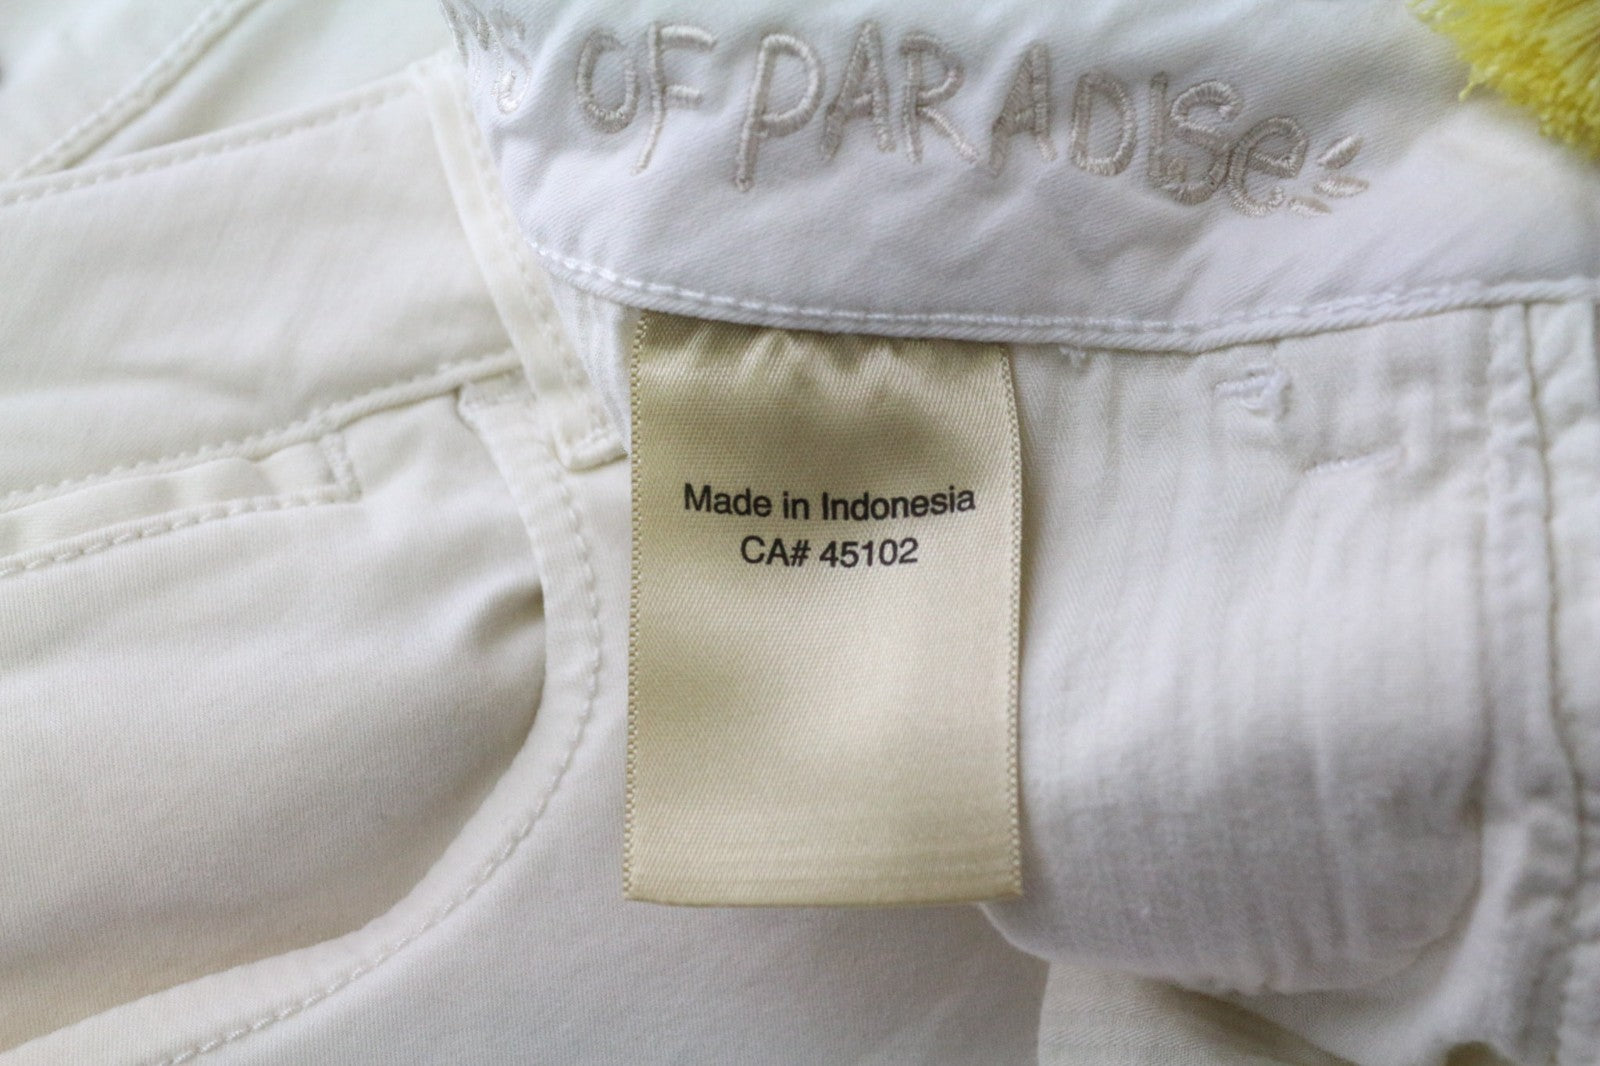 OF PARADISe
Made in Indonesia
CA# 45102